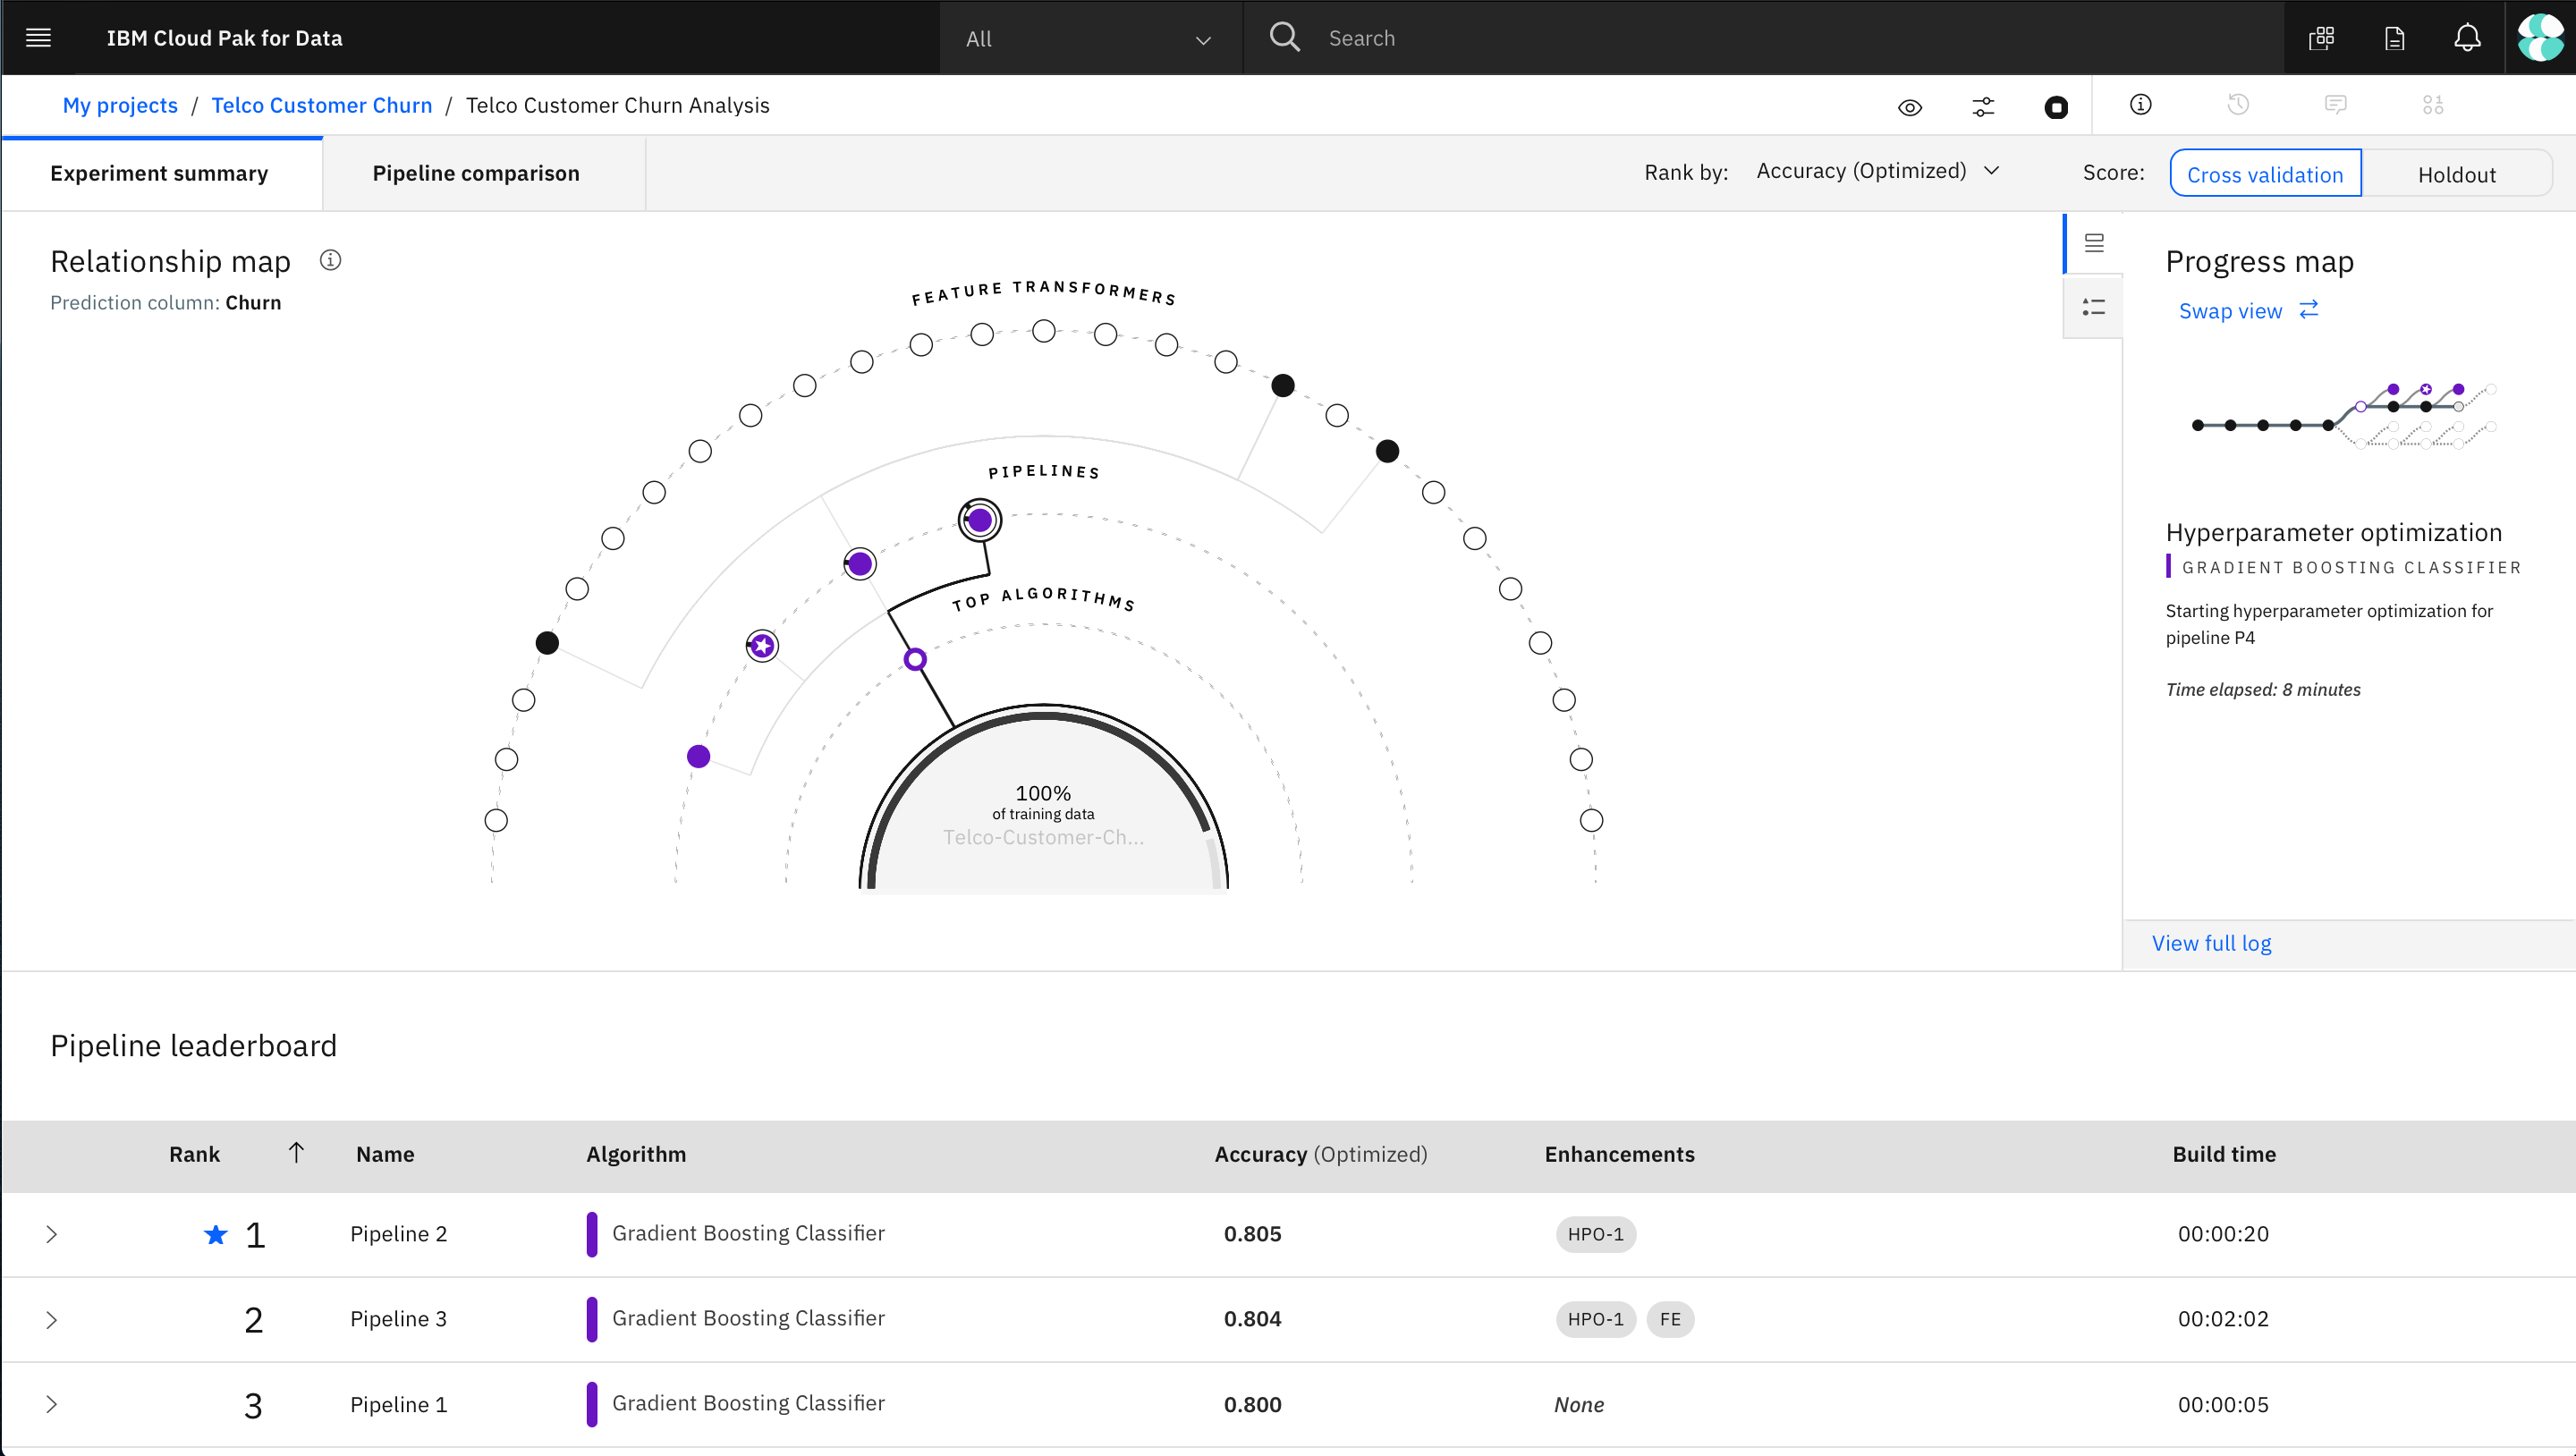 IBM Cloud Pak for Data
All
Search
My projects / Telco Customer Churn / Telco Customer Churn Analysis
Experiment summary
Pipeline comparison
Rank by: Accuracy (Optimized)
Score: Cross validation Holdout
Relationship map
Prediction column: Churn
FEATURE TRANSFORMERS
PIPELINES
TOP ALGORITHMS
100%
of training data
Telco-Customer-Ch...
Progress map
Swap view
Hyperparameter optimization
GRADIENT BOOSTING CLASSIFIER
Starting hyperparameter optimization for
pipeline P4
Time elapsed: 8 minutes
View full log
Pipeline leaderboard
Rank Name Algorithm Accuracy (Optimized) Enhancements Build time
1 Pipeline 2 Gradient Boosting Classifier 0.805 HPO-1 00:00:20
2 Pipeline 3 Gradient Boosting Classifier 0.804 HPO-1 FE 00:02:02
3 Pipeline 1 Gradient Boosting Classifier 0.800 None 00:00:05